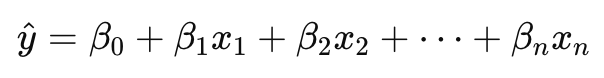 ŷ = β₀ + β₁x₁ + β₂x₂ + ⋯ + βₙxₙ